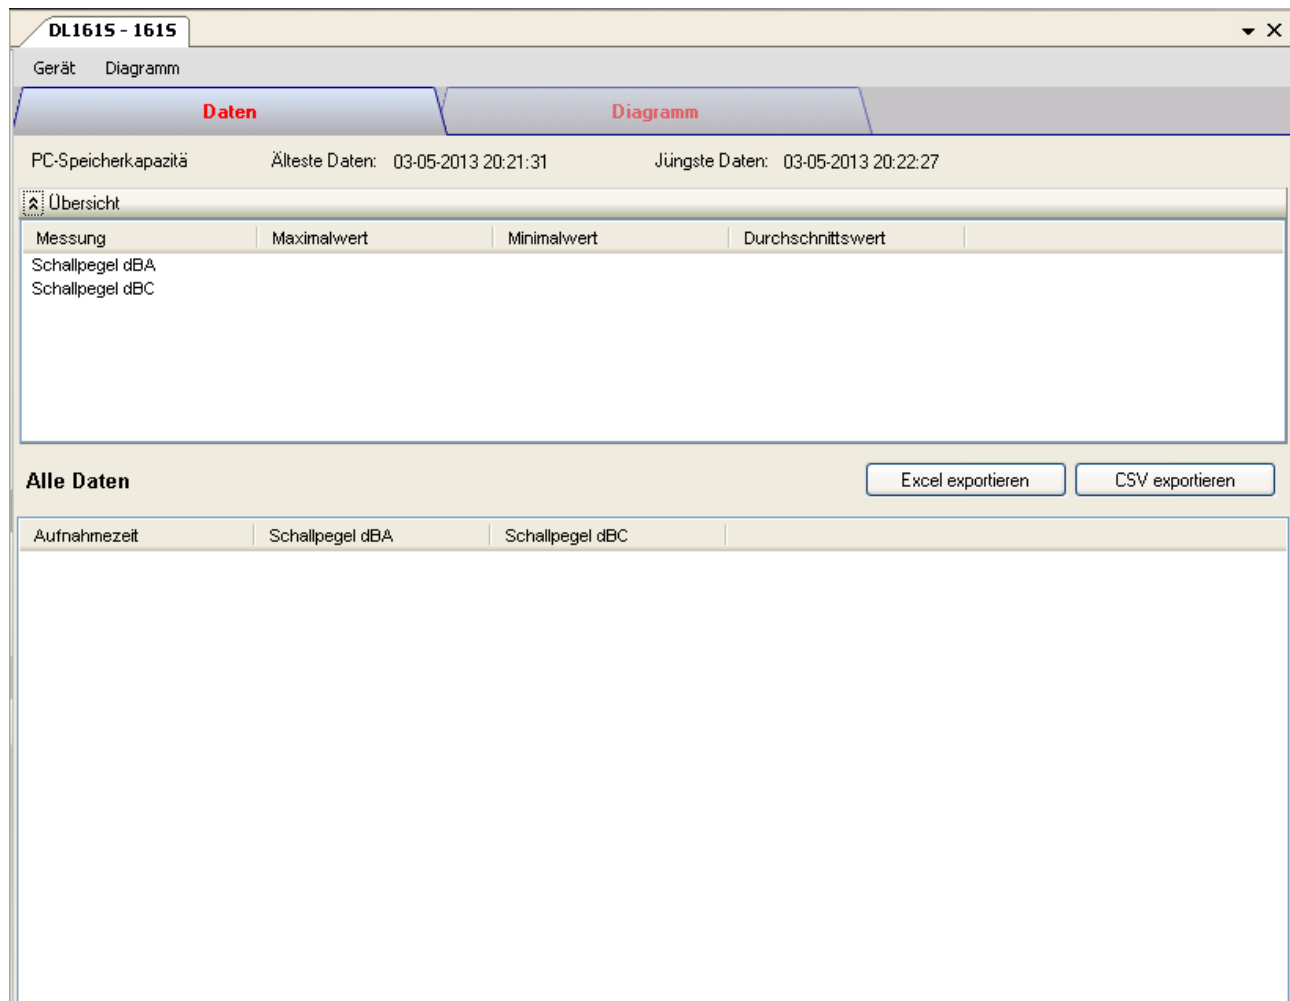 DL161S - 161S
Gerät Diagramm
Daten Diagramm
PC-Speicherkapazitä Älteste Daten: 03-05-2013 20:21:31 Jüngste Daten: 03-05-2013 20:22:27
Übersicht
Messung Maximalwert Minimalwert Durchschnittswert
Schallpegel dBA
Schallpegel dBC
Alle Daten Excel exportieren CSV exportieren
Aufnahmezeit Schallpegel dBA Schallpegel dBC